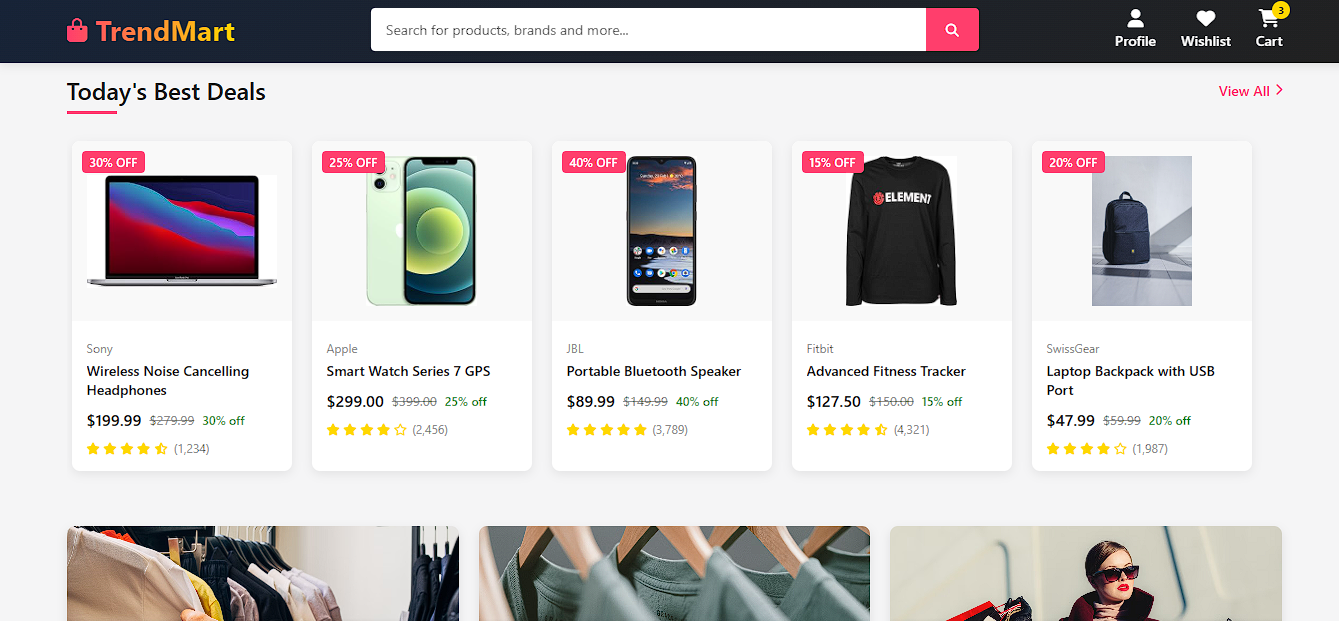 TrendMart
Search for products, brands and more...
3
Profile
Wishlist
Cart
Today's Best Deals
View All
30% OFF
Sony
Wireless Noise Cancelling
Headphones
$199.99 $279.99 30% off
(1,234)
25% OFF
Apple
Smart Watch Series 7 GPS
$299.00 $399.00 25% off
(2,456)
40% OFF
JBL
Portable Bluetooth Speaker
$89.99 $149.99 40% off
(3,789)
15% OFF
ELEMENT
Fitbit
Advanced Fitness Tracker
$127.50 $150.00 15% off
(4,321)
20% OFF
SwissGear
Laptop Backpack with USB
Port
$47.99 $59.99 20% off
(1,987)